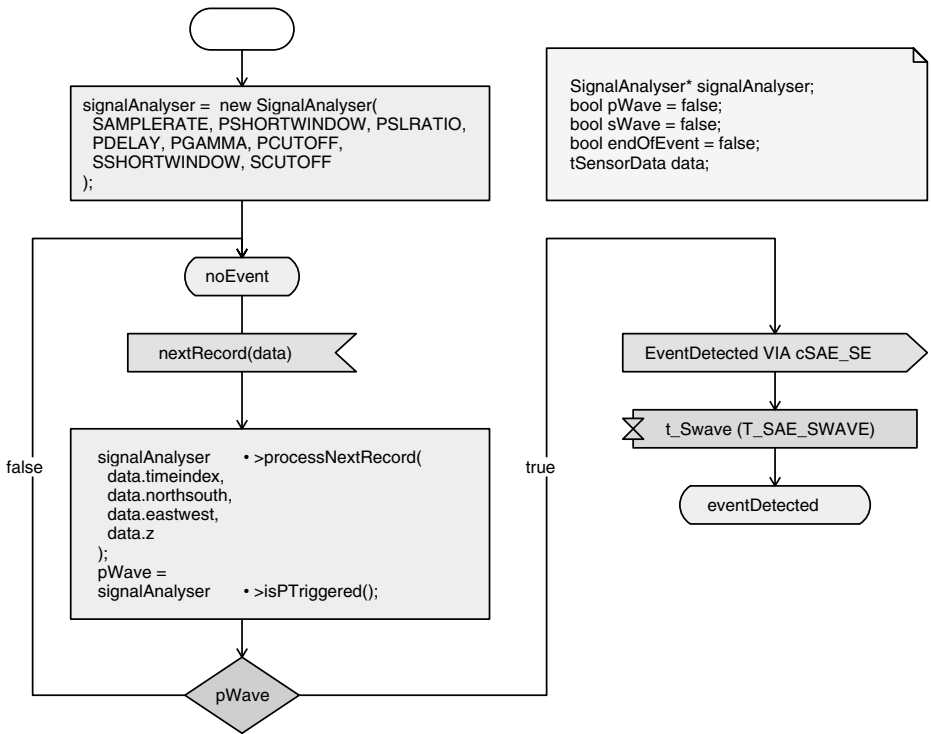 signalAnalyser = new SignalAnalyser(
SAMPLERATE, PSHORTWINDOW, PSLRATIO,
PDELAY, PGAMMA, PCUTOFF,
SSHORTWINDOW, SCUTOFF
);
SignalAnalyser* signalAnalyser;
bool pWave = false;
bool sWave = false;
bool endOfEvent = false;
tSensorData data;
noEvent
nextRecord(data)
signalAnalyser • >processNextRecord(
data.timeindex,
data.northsouth,
data.eastwest,
data.z
);
pWave =
signalAnalyser • >isPTriggered();
false
pWave
true
EventDetected VIA cSAE_SE
t_Swave (T_SAE_SWAVE)
eventDetected